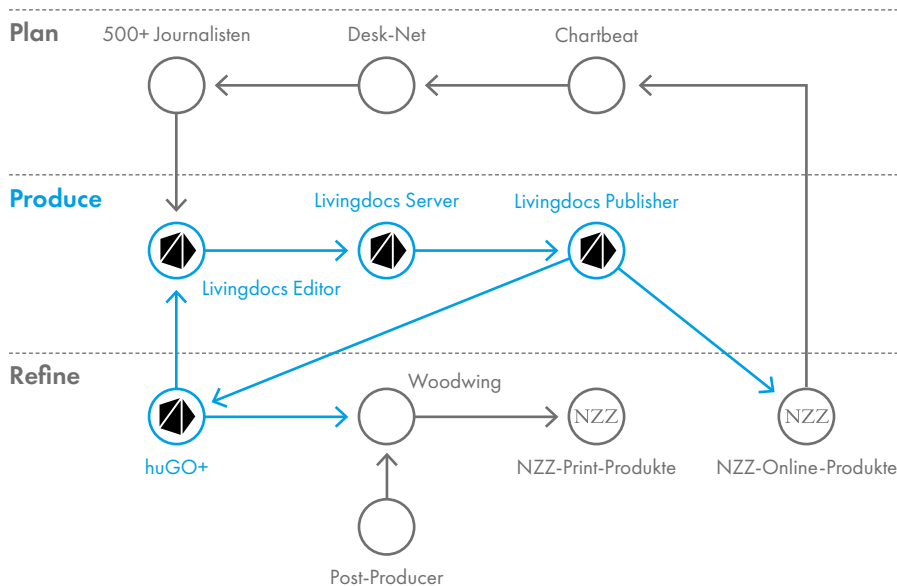 Plan
500+ Journalisten
Desk-Net
Chartbeat
Produce
Livingdocs Server
Livingdocs Publisher
Livingdocs Editor
Refine
Woodwing
NZZ
NZZ
huGO+
NZZ-Print-Produkte
NZZ-Online-Produkte
Post-Producer